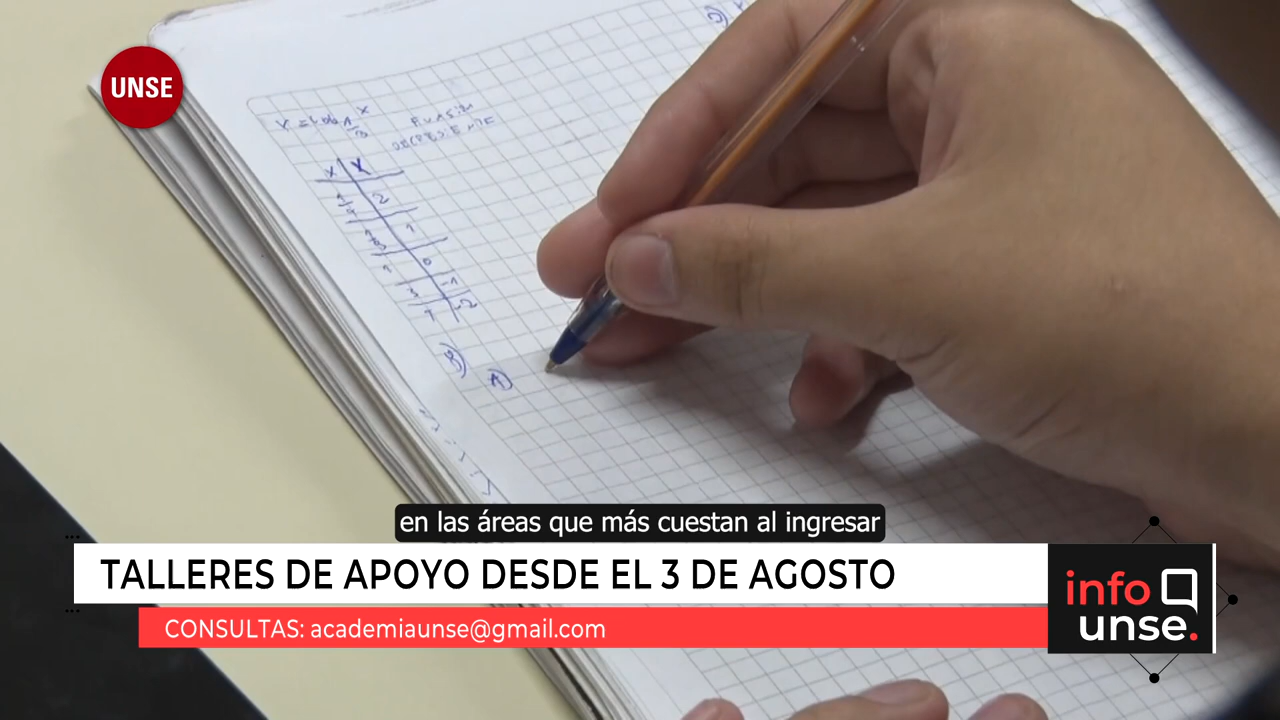 UNSE
X Y
en las áreas que más cuestan al ingresar
TALLERES DE APOYO DESDE EL 3 DE AGOSTO
CONSULTAS: academiaunse@gmail.com
info
unse.